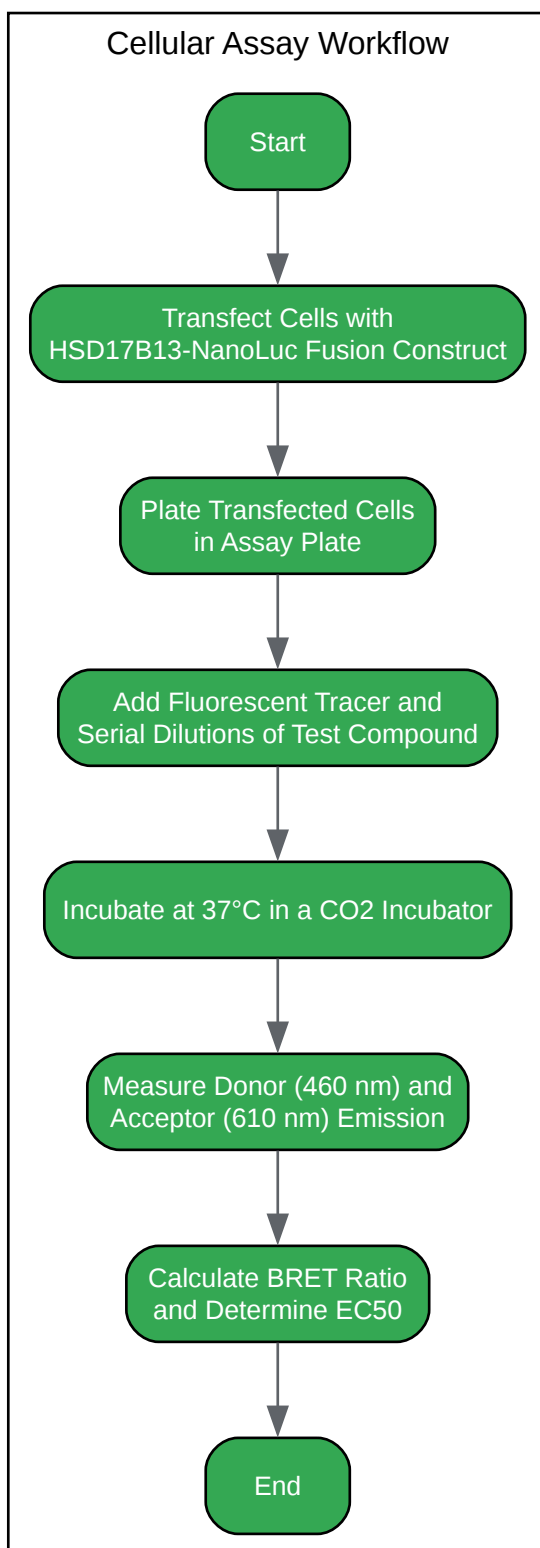 Cellular Assay Workflow
Start
Transfect Cells with
HSD17B13-NanoLuc Fusion Construct
Plate Transfected Cells
in Assay Plate
Add Fluorescent Tracer and
Serial Dilutions of Test Compound
Incubate at 37°C in a CO2 Incubator
Measure Donor (460 nm) and
Acceptor (610 nm) Emission
Calculate BRET Ratio
and Determine EC50
End